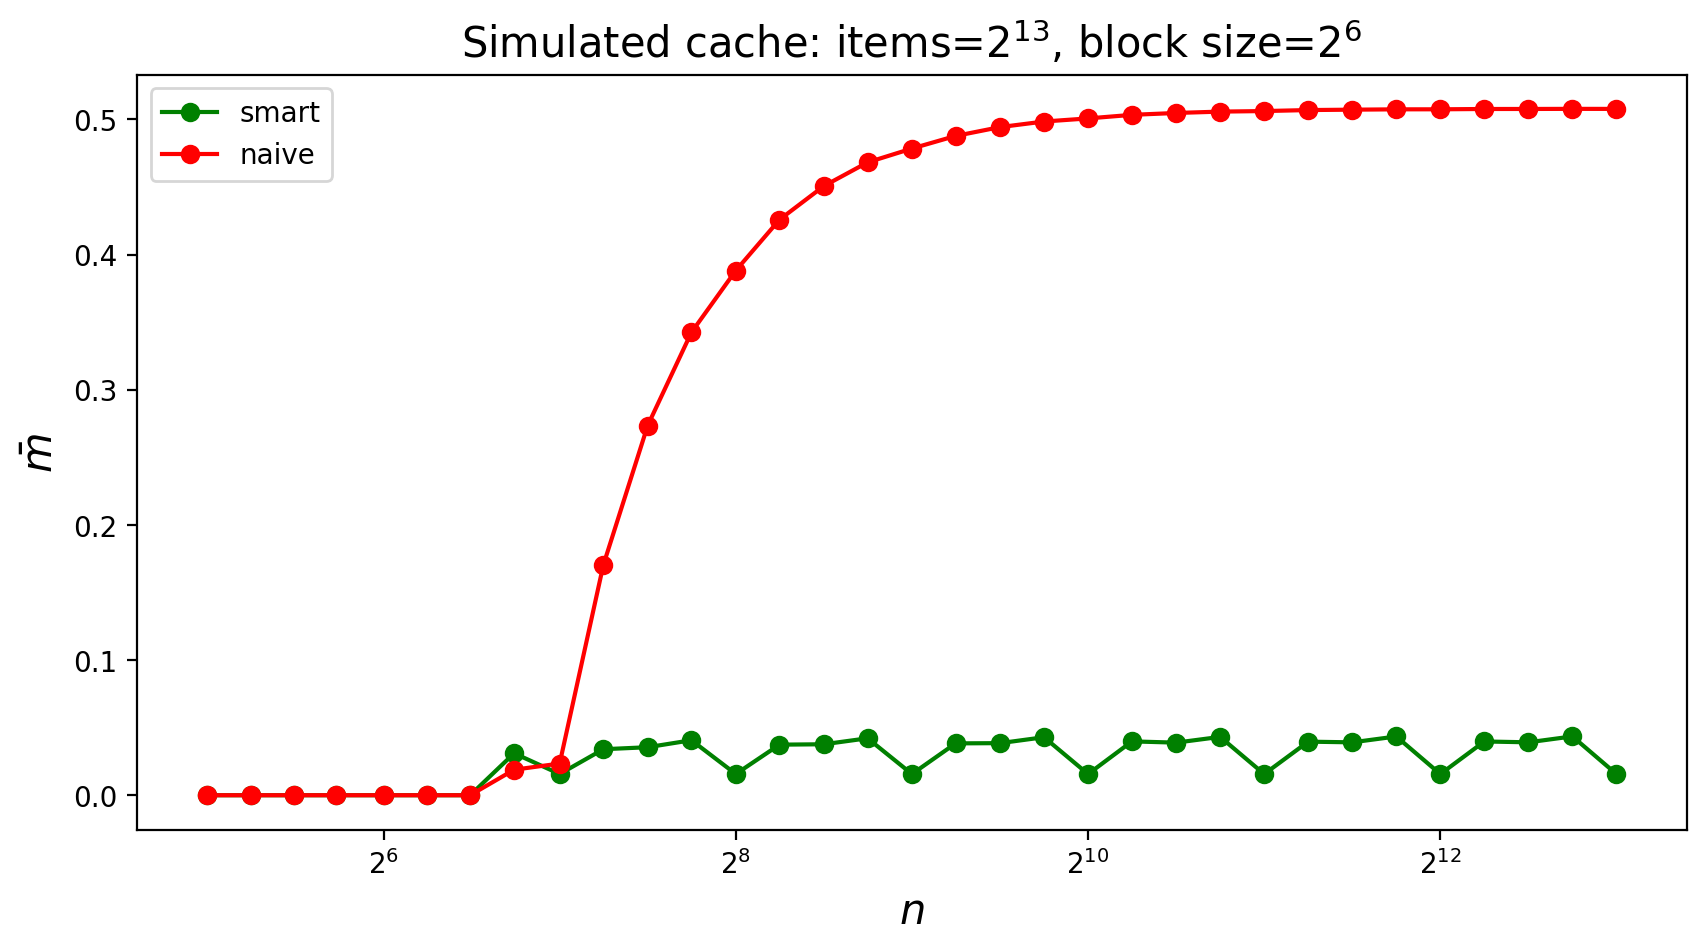 Simulated cache: items=2¹³, block size=2⁶
smart
naive
0.5
0.4
0.3
0.2
0.1
0.0
m̄
2⁶ 2⁸ 2¹⁰ 2¹²
n